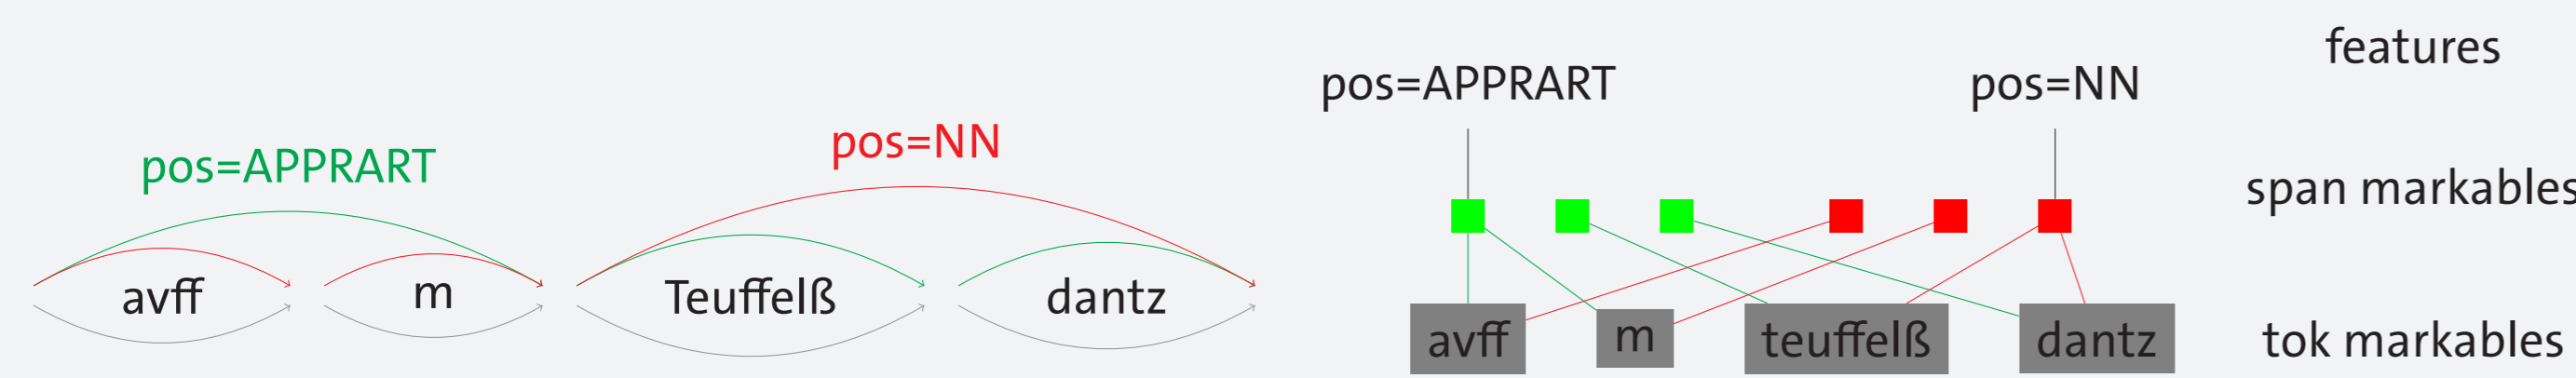 pos=APPRART
pos=NN
avff m Teuffelß dantz
pos=APPRART pos=NN features
span markables
avff m teuffelß dantz tok markables